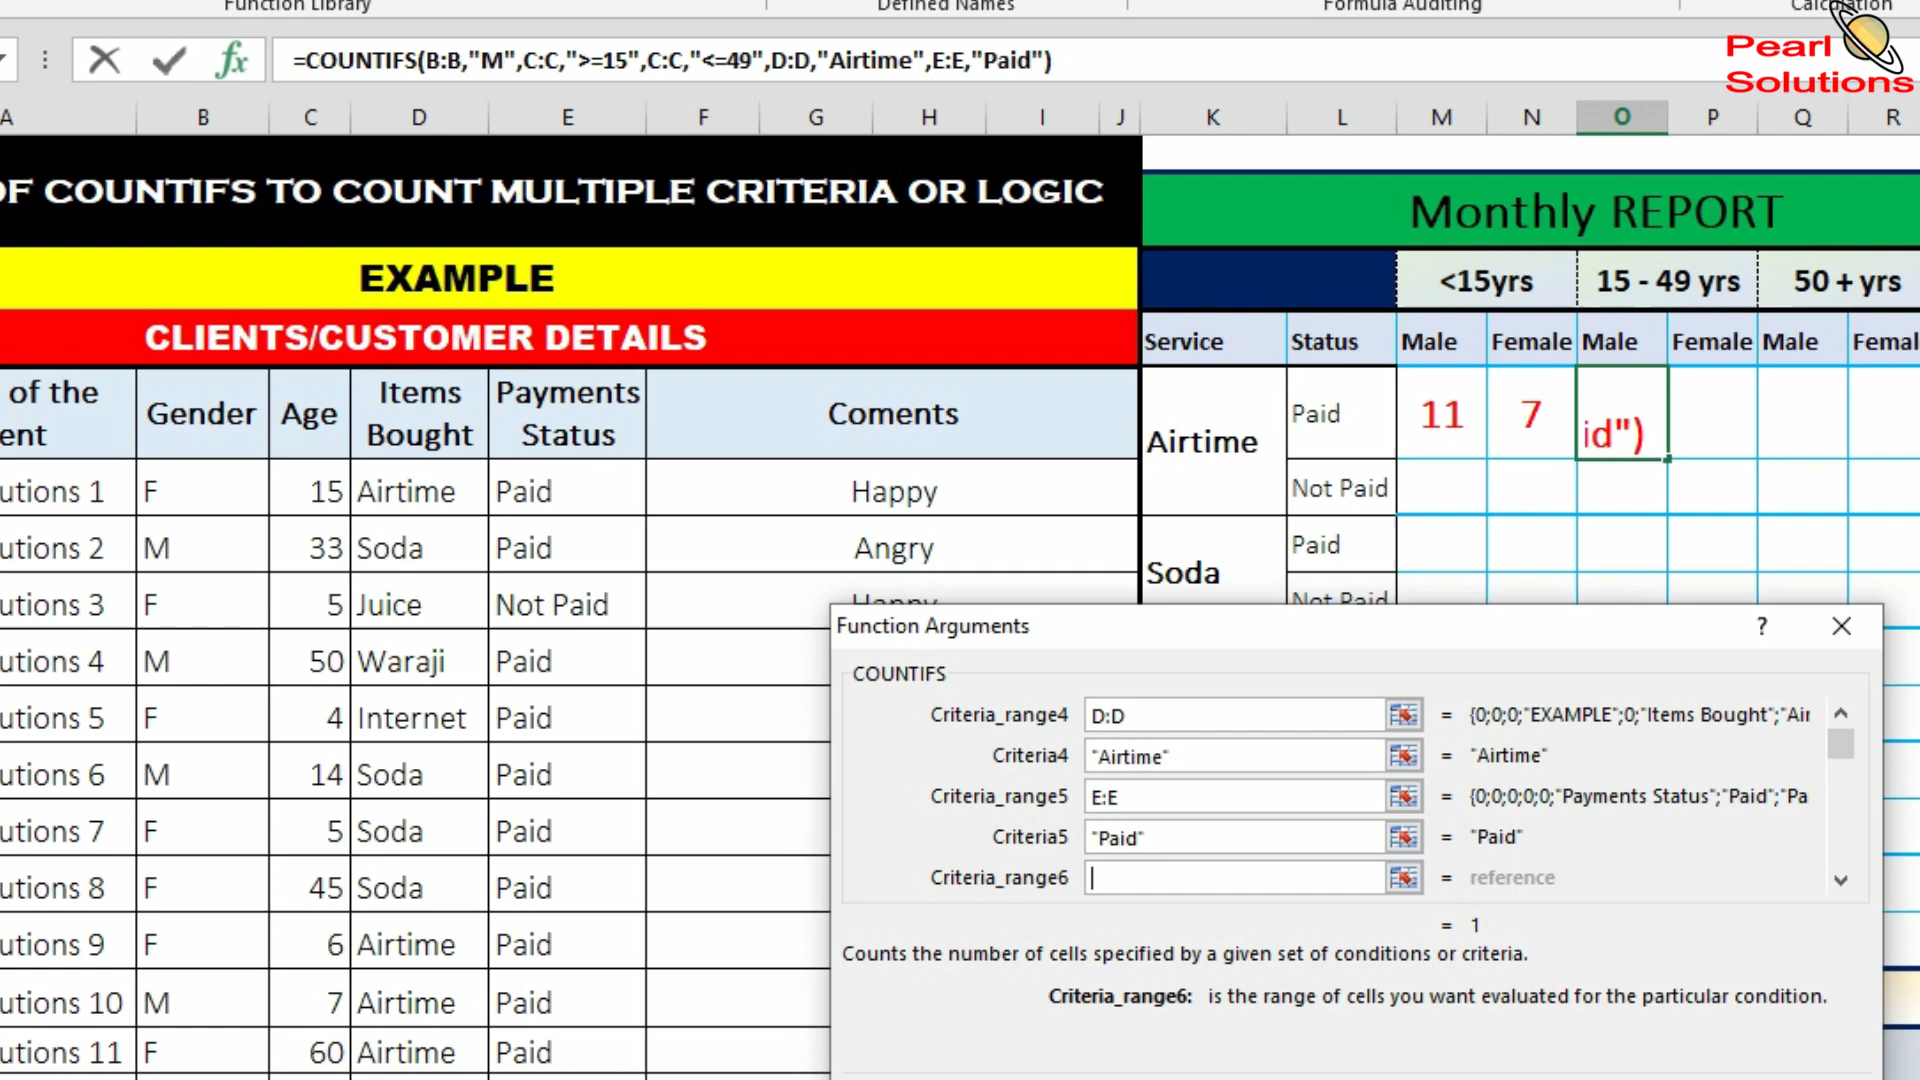 Function Library
Defined Names
Formula Auditing
Calculation
Pearl
Solutions
=COUNTIFS(B:B,"M",C:C,">=15",C:C,"<=49",D:D,"Airtime",E:E,"Paid")
A B C D E F G H I J K L M N O P Q R
OF COUNTIFS TO COUNT MULTIPLE CRITERIA OR LOGIC
Monthly REPORT
EXAMPLE
<15yrs 15 - 49 yrs 50 + yrs
CLIENTS/CUSTOMER DETAILS
Service Status Male Female Male Female Male Femal
of the
ent
Gender
Age
Items
Bought
Payments
Status
Coments
Airtime
Paid 11 7 id")
Not Paid
Soda
Paid
Not Paid
utions 1 F 15 Airtime Paid Happy
utions 2 M 33 Soda Paid Angry
utions 3 F 5 Juice Not Paid Happy
utions 4 M 50 Waraji Paid
utions 5 F 4 Internet Paid
utions 6 M 14 Soda Paid
utions 7 F 5 Soda Paid
utions 8 F 45 Soda Paid
utions 9 F 6 Airtime Paid
utions 10 M 7 Airtime Paid
utions 11 F 60 Airtime Paid
Function Arguments ?
COUNTIFS
Criteria_range4 D:D = {0;0;0;"EXAMPLE";0;"Items Bought";"Air
Criteria4 "Airtime" = "Airtime"
Criteria_range5 E:E = {0;0;0;0;0;"Payments Status";"Paid";"Pa
Criteria5 "Paid" = "Paid"
Criteria_range6 = reference
= 1
Counts the number of cells specified by a given set of conditions or criteria.
Criteria_range6: is the range of cells you want evaluated for the particular condition.